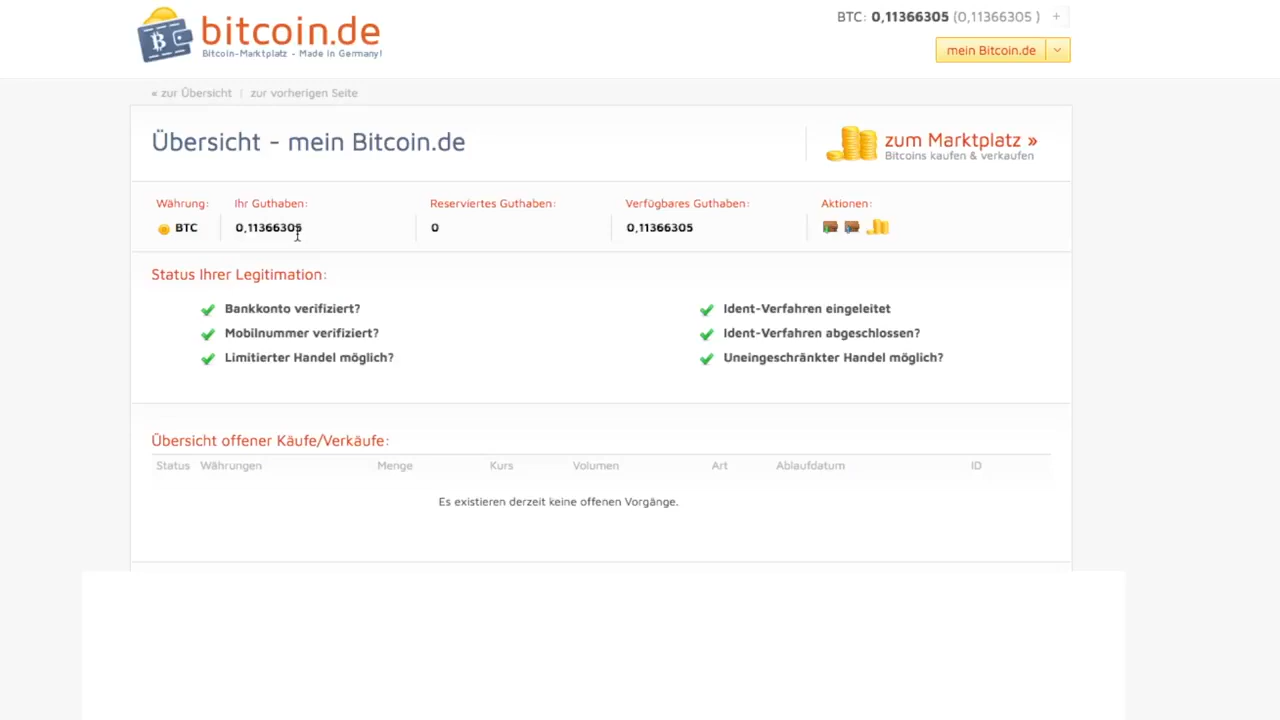 bitcoin.de
Bitcoin-Marktplatz - Made in Germany!
BTC: 0,11366305 (0,11366305 ) +
mein Bitcoin.de
« zur Übersicht | zur vorherigen Seite
Übersicht - mein Bitcoin.de
zum Marktplatz »
Bitcoins kaufen & verkaufen
Währung: Ihr Guthaben: Reserviertes Guthaben: Verfügbares Guthaben: Aktionen:
BTC 0,11366305 0 0,11366305
Status Ihrer Legitimation:
Bankkonto verifiziert? Ident-Verfahren eingeleitet
Mobilnummer verifiziert? Ident-Verfahren abgeschlossen?
Limitierter Handel möglich? Uneingeschränkter Handel möglich?
Übersicht offener Käufe/Verkäufe:
Status Währungen Menge Kurs Volumen Art Ablaufdatum ID
Es existieren derzeit keine offenen Vorgänge.